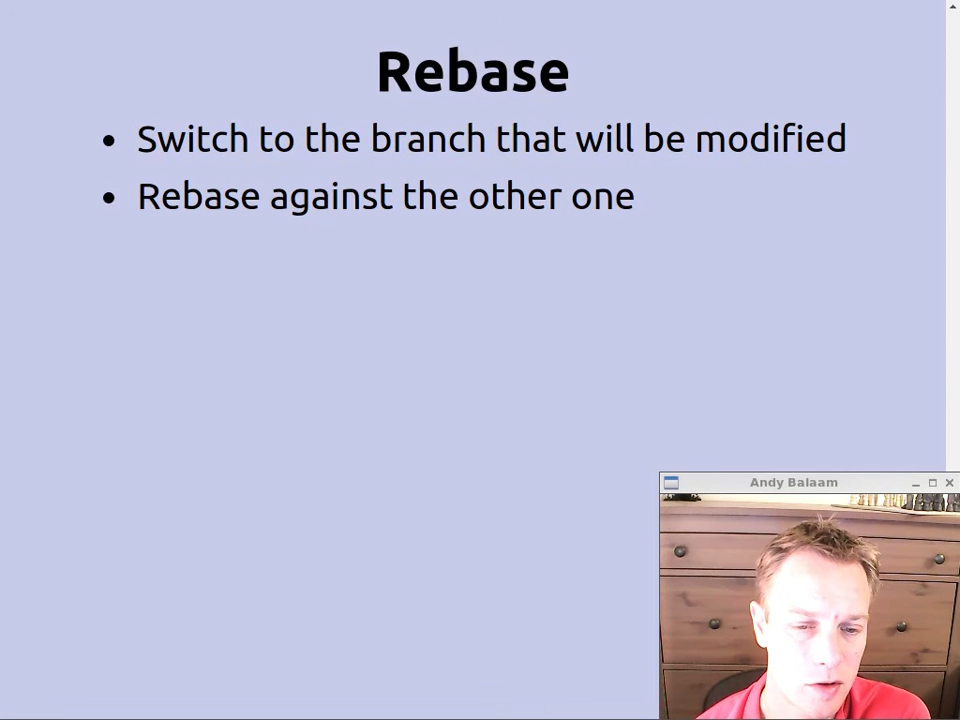 Rebase
• Switch to the branch that will be modified
• Rebase against the other one
Andy Balaam